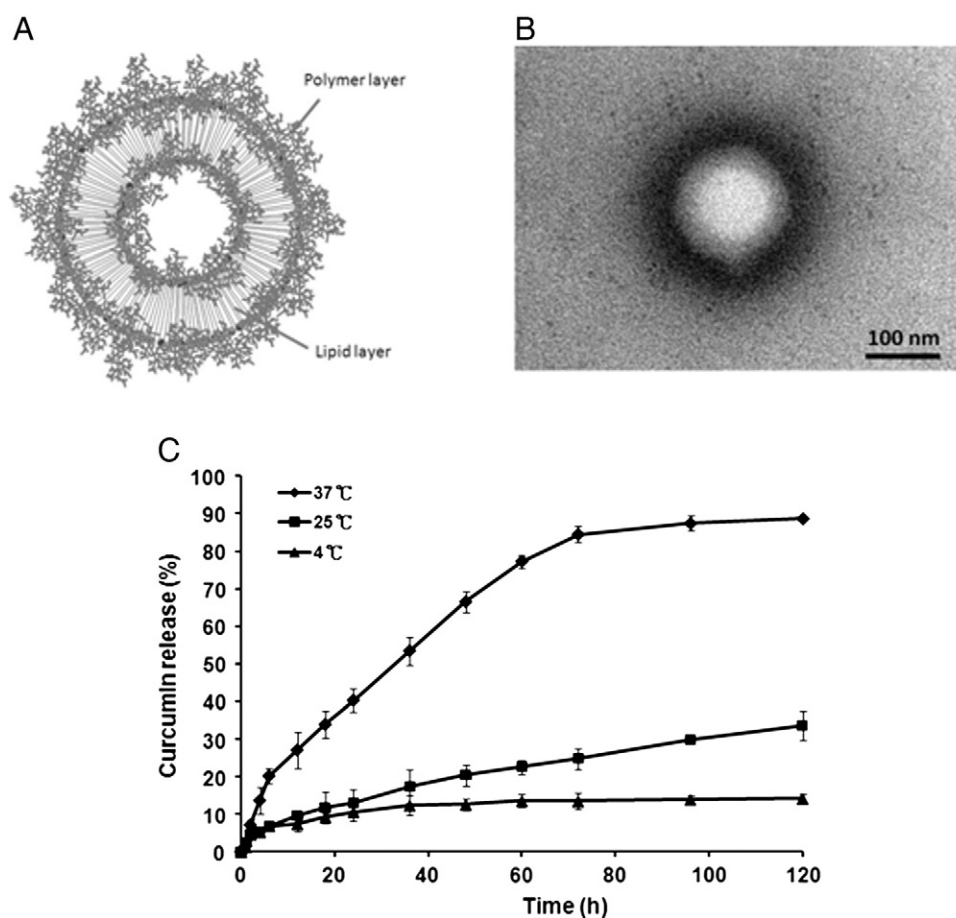 A
Polymer layer
Lipid layer
B
100 nm
C
37℃
25℃
4℃
Curcumin release (%)
100
90
80
70
60
50
40
30
20
10
0
0 20 40 60 80 100 120
Time (h)